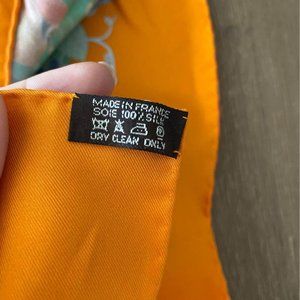 MADE IN FRANCE
SOIE 100% SILK
DRY CLEAN ONLY